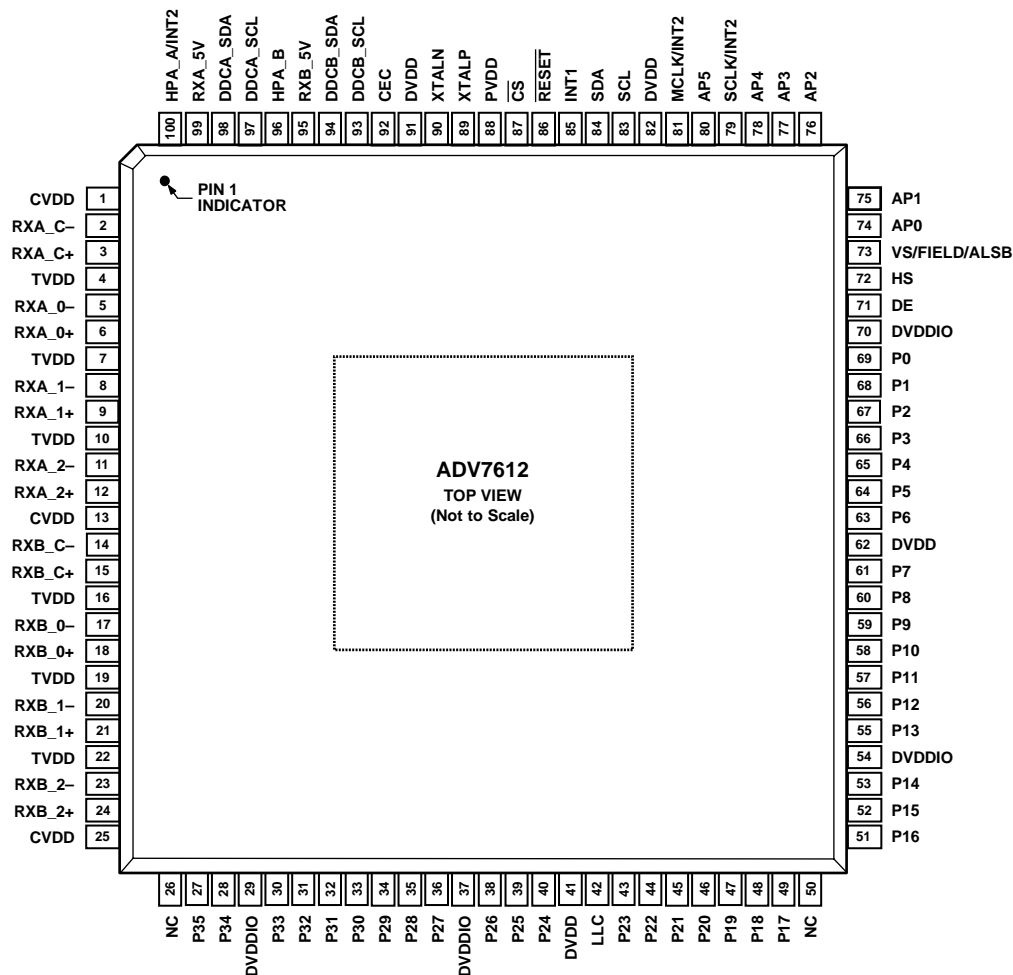 HPA_A/INT2
RXA_5V
DDCA_SDA
DDCA_SCL
HPA_B
RXB_5V
DDCB_SDA
DDCB_SCL
CEC
DVDD
XTALN
XTALP
PVDD
CS
RESET
INT1
SDA
SCL
DVDD
MCLK/INT2
AP5
SCLK/INT2
AP4
AP3
AP2
100 99 98 97 96 95 94 93 92 91 90 89 88 87 86 85 84 83 82 81 80 79 78 77 76
PIN 1
INDICATOR
CVDD 1
RXA_C– 2
RXA_C+ 3
TVDD 4
RXA_0– 5
RXA_0+ 6
TVDD 7
RXA_1– 8
RXA_1+ 9
TVDD 10
RXA_2– 11
RXA_2+ 12
CVDD 13
RXB_C– 14
RXB_C+ 15
TVDD 16
RXB_0– 17
RXB_0+ 18
TVDD 19
RXB_1– 20
RXB_1+ 21
TVDD 22
RXB_2– 23
RXB_2+ 24
CVDD 25
ADV7612
TOP VIEW
(Not to Scale)
75 AP1
74 AP0
73 VS/FIELD/ALSB
72 HS
71 DE
70 DVDDIO
69 P0
68 P1
67 P2
66 P3
65 P4
64 P5
63 P6
62 DVDD
61 P7
60 P8
59 P9
58 P10
57 P11
56 P12
55 P13
54 DVDDIO
53 P14
52 P15
51 P16
26 27 28 29 30 31 32 33 34 35 36 37 38 39 40 41 42 43 44 45 46 47 48 49 50
NC
P35
P34
DVDDIO
P33
P32
P31
P30
P29
P28
P27
DVDDIO
P26
P25
P24
DVDD
LLC
P23
P22
P21
P20
P19
P18
P17
NC